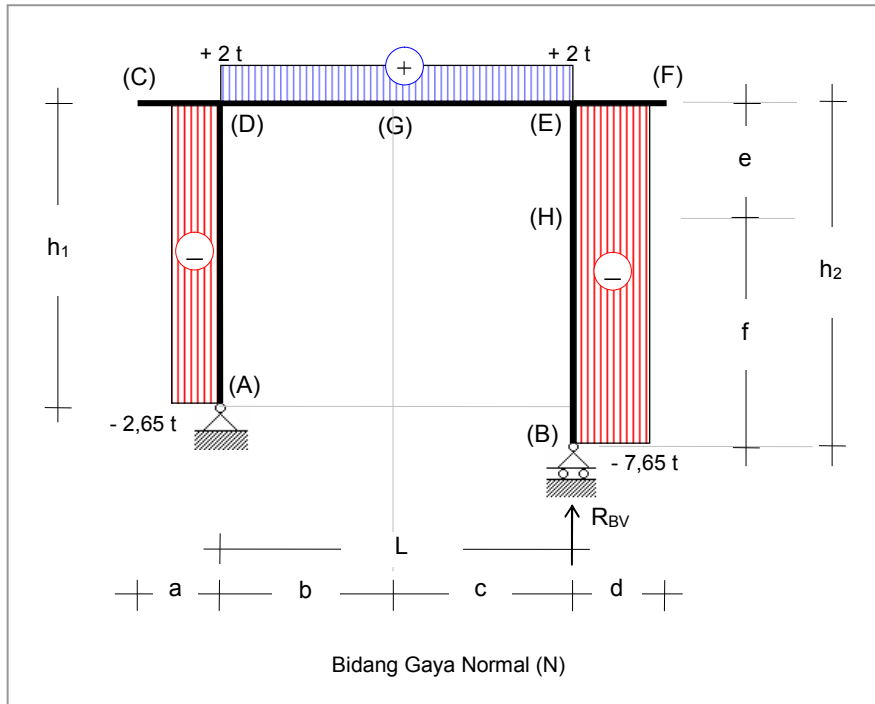 + 2 t
+ 2 t
(C)
+
(F)
(D)
(G)
(E)
e
(H)
h1
–
–
h2
f
(A)
- 2,65 t
(B)
- 7,65 t
RBV
L
a
b
c
d
Bidang Gaya Normal (N)